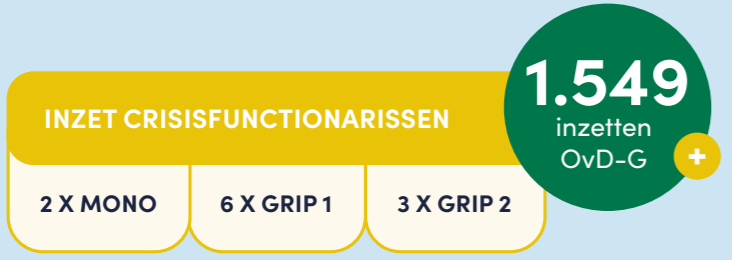 INZET CRISISFUNCTIONARISSEN
1.549
inzetten
OvD-G
+
2 X MONO
6 X GRIP 1
3 X GRIP 2